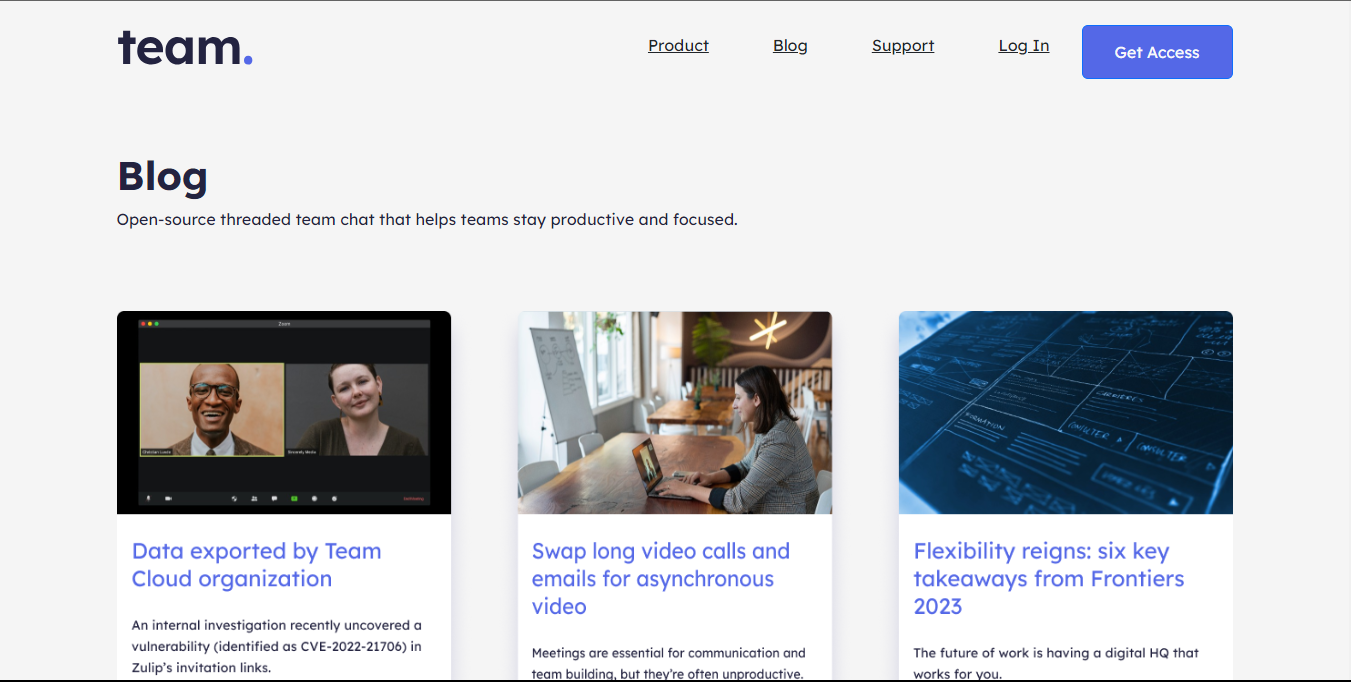 team.
Product Blog Support Log In Get Access
Blog
Open-source threaded team chat that helps teams stay productive and focused.
Zoom
FORMATION
CONSULTER
CONSULTER
Data exported by Team
Cloud organization
An internal investigation recently uncovered a
vulnerability (identified as CVE-2022-21706) in
Zulip's invitation links.
Swap long video calls and
emails for asynchronous
video
Meetings are essential for communication and
team building, but they're often unproductive.
Flexibility reigns: six key
takeaways from Frontiers
2023
The future of work is having a digital HQ that
works for you.